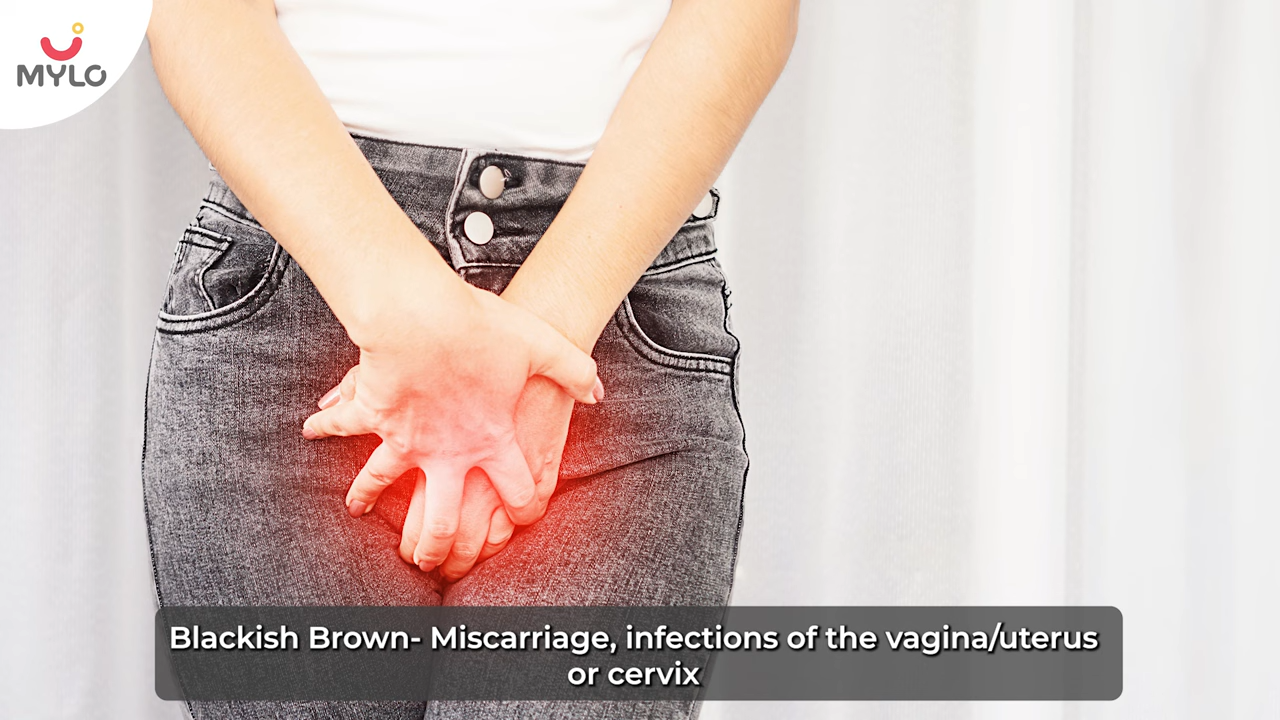 MYLO
Blackish Brown- Miscarriage, infections of the vagina/uterus
or cervix